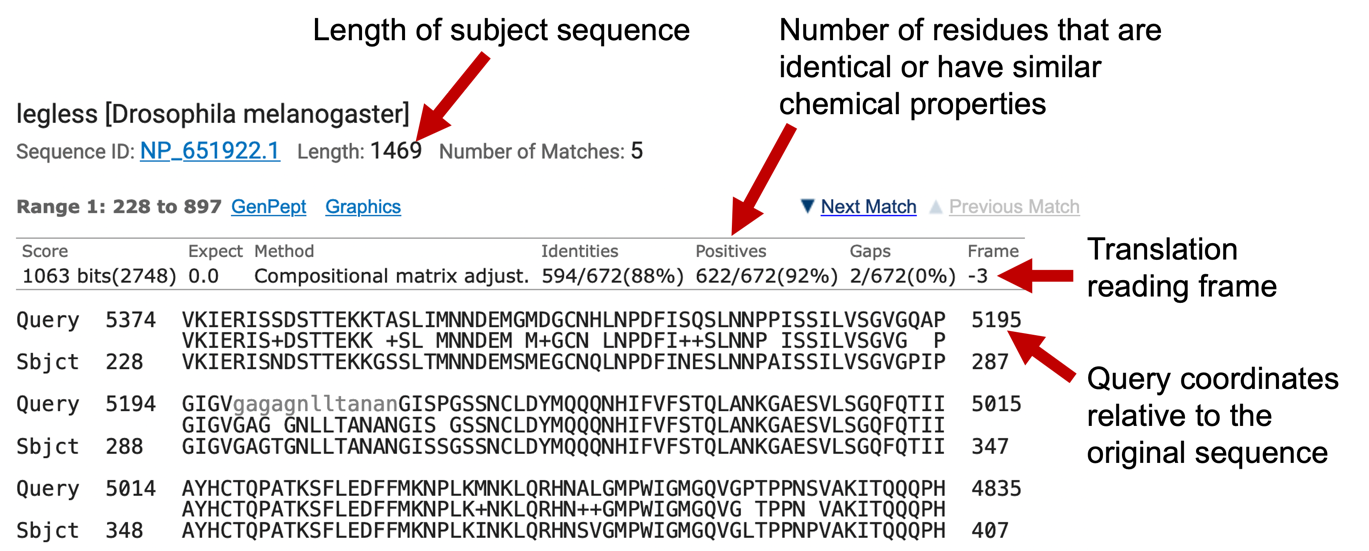 Length of subject sequence
Number of residues that are
identical or have similar
chemical properties
legless [Drosophila melanogaster]
Sequence ID: NP_651922.1 Length: 1469 Number of Matches: 5
Range 1: 228 to 897 GenPept Graphics ▼ Next Match ▲ Previous Match
Score Expect Method Identities Positives Gaps Frame
1063 bits(2748) 0.0 Compositional matrix adjust. 594/672(88%) 622/672(92%) 2/672(0%) -3
Translation
reading frame
Query 5374 VKIERISSDSTTEKKTASLIMNNDEMGMDGCNHLNPDFISQSLNNPPISSILVSGVGQAP 5195
VKIERIS+DSTTEKK +SL MNNDEM M+GCN LNPDFI++SLNNP ISSILVSGVG P
Sbjct 228 VKIERISNDSTTEKKGSSLTMNNDEMSMEGCNQLNPDFINESLNNPAISSILVSGVGPIP 287
Query coordinates
relative to the
original sequence
Query 5194 GIGVgagagnlltananGISPGSSNCLDYMQQQNHIFVFSTQLANKGAESVLSGQFQTII 5015
GIGVGAG GNLLTANANGIS GSSNCLDYMQQQNHIFVFSTQLANKGAESVLSGQFQTII
Sbjct 288 GIGVGAGTGNLLTANANGISSGSSNCLDYMQQQNHIFVFSTQLANKGAESVLSGQFQTII 347
Query 5014 AYHCTQPATKSFLEDFFMKNPLKMNKLQRHNALGMPWIGMGQVGPTPPNSVAKITQQQPH 4835
AYHCTQPATKSFLEDFFMKNPLK+NKLQRHN++GMPWIGMGQVG TPPN VAKITQQQPH
Sbjct 348 AYHCTQPATKSFLEDFFMKNPLKINKLQRHNSVGMPWIGMGQVGLTPPNPVAKITQQQPH 407